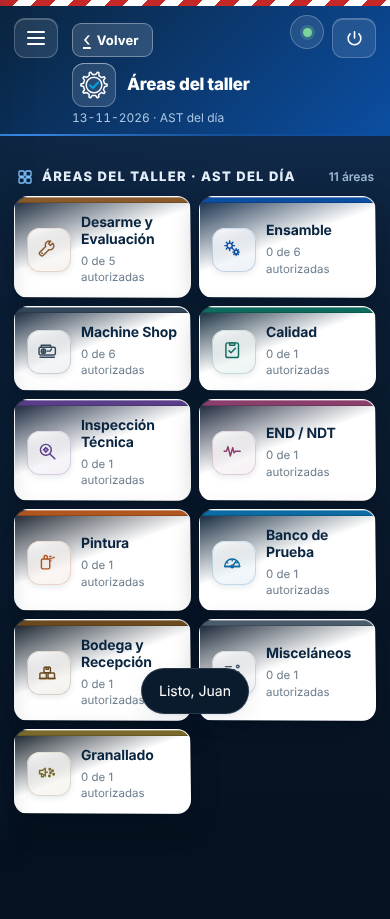 Volver
Áreas del taller
13-11-2026 · AST del día
ÁREAS DEL TALLER · AST DEL DÍA
11 áreas
Desarme y
Evaluación
0 de 5
autorizadas
Ensamble
0 de 6
autorizadas
Machine Shop
0 de 6
autorizadas
Calidad
0 de 1
autorizadas
Inspección
Técnica
0 de 1
autorizadas
END / NDT
0 de 1
autorizadas
Pintura
0 de 1
autorizadas
Banco de
Prueba
0 de 1
autorizadas
Bodega y
Recepción
0 de 1
autorizadas
Misceláneos
0 de 1
autorizadas
Listo, Juan
Granallado
0 de 1
autorizadas